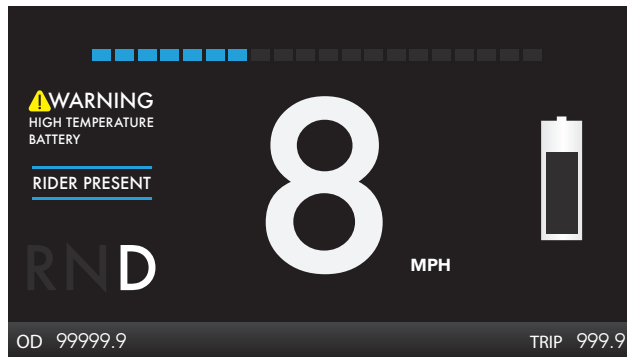 WARNING
HIGH TEMPERATURE
BATTERY
RIDER PRESENT
8
MPH
RND
OD 99999.9
TRIP 999.9